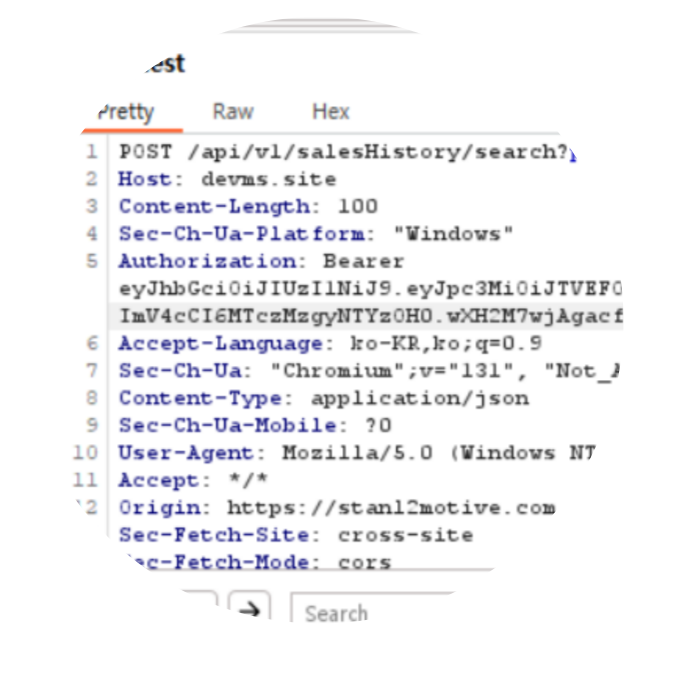 Pretty Raw Hex
1 POST /api/v1/salesHistory/search?
2 Host: devms.site
3 Content-Length: 100
4 Sec-Ch-Ua-Platform: "Windows"
5 Authorization: Bearer
eyJhbGciOiJIUzI1NiJ9.eyJpc3MiOiJTVEFO
ImV4cCI6MTczMzgyNTYzOH0.wXH2M7wjAgacf
6 Accept-Language: ko-KR,ko;q=0.9
7 Sec-Ch-Ua: "Chromium";v="131", "Not_A
8 Content-Type: application/json
9 Sec-Ch-Ua-Mobile: ?0
10 User-Agent: Mozilla/5.0 (Windows NT
11 Accept: */*
12 Origin: https://stan12motive.com
Sec-Fetch-Site: cross-site
Sec-Fetch-Mode: cors
Search